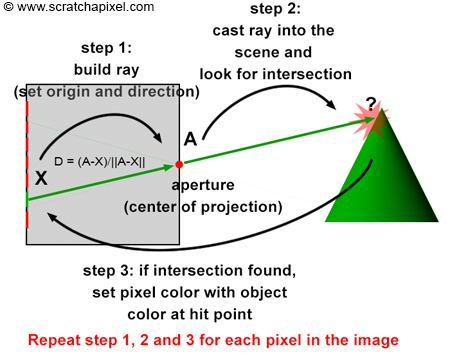 © www.scratchapixel.com
step 1:
build ray
(set origin and direction)
step 2:
cast ray into the
scene and
look for intersection
?
A
D = (A-X)/||A-X||
X
aperture
(center of projection)
step 3: if intersection found,
set pixel color with object
color at hit point
Repeat step 1, 2 and 3 for each pixel in the image